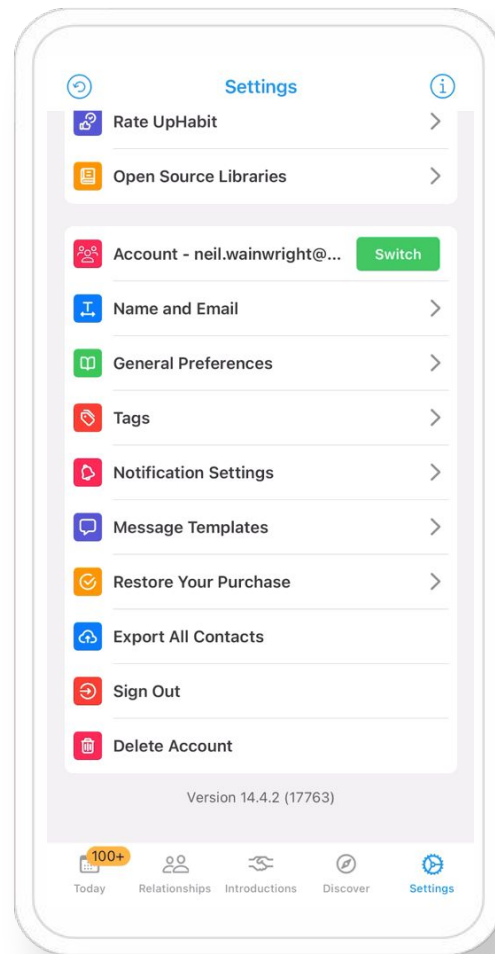 Settings
Rate UpHabit
Open Source Libraries
Account - neil.wainwright@... Switch
Name and Email
General Preferences
Tags
Notification Settings
Message Templates
Restore Your Purchase
Export All Contacts
Sign Out
Delete Account
Version 14.4.2 (17763)
100+
Today Relationships Introductions Discover Settings